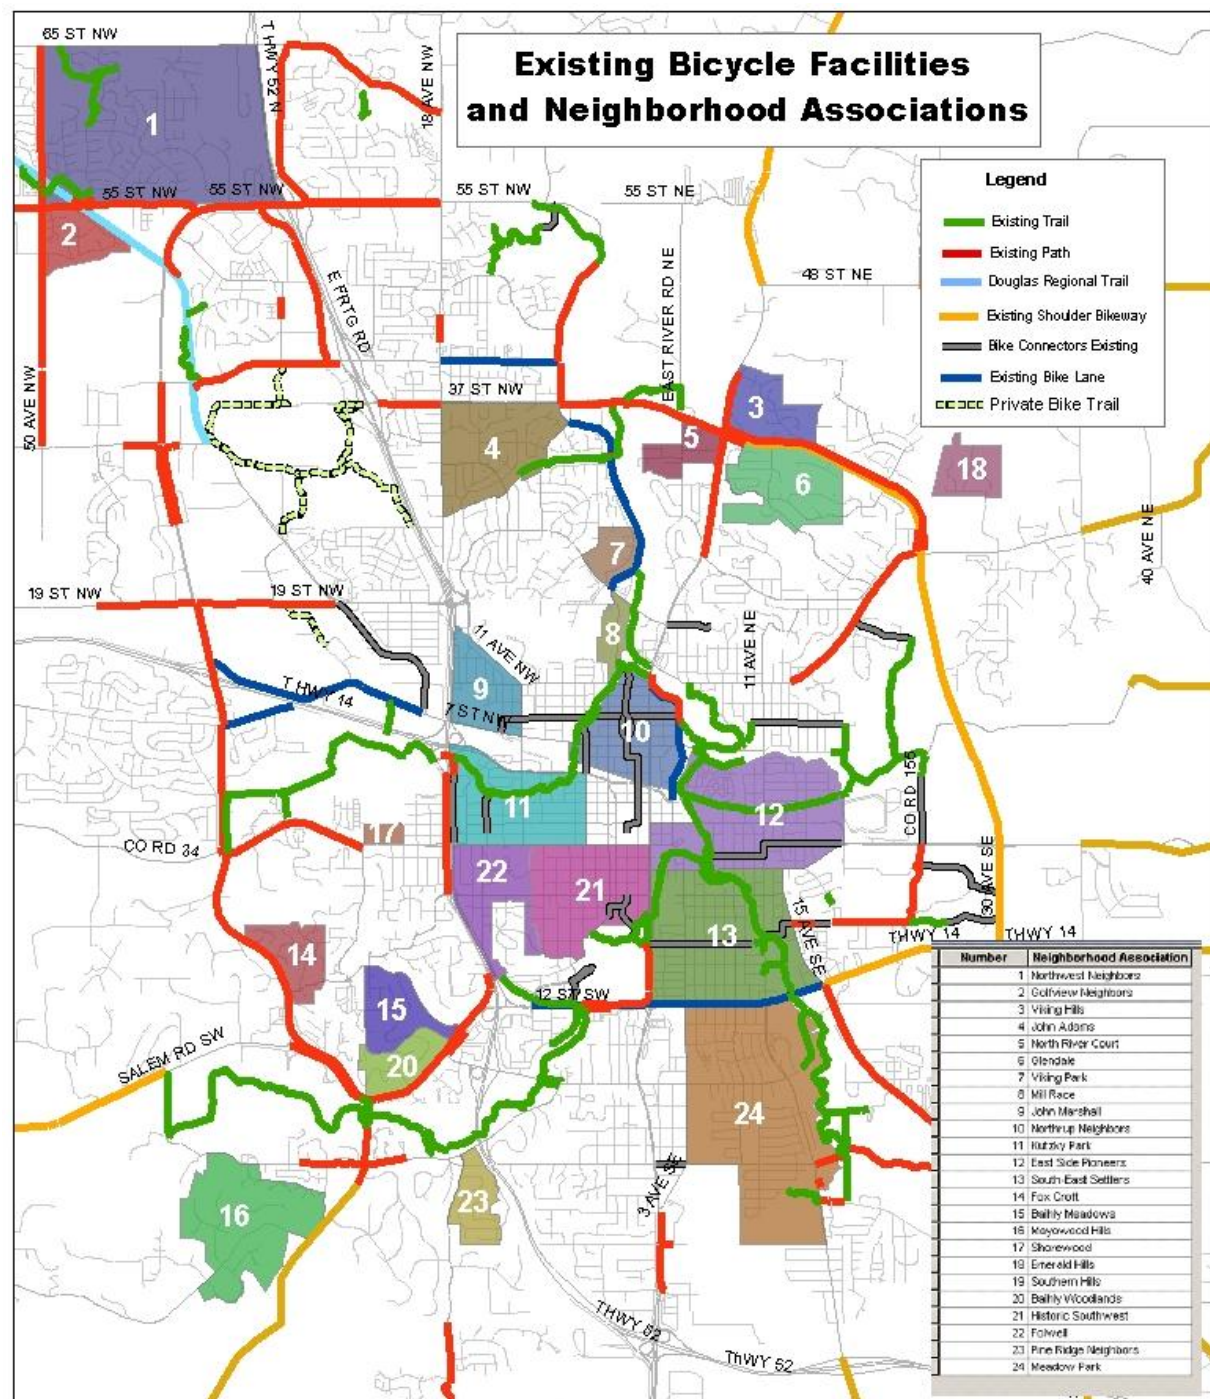 65 ST NW
T HWY 52 N
18 AVE NW
Existing Bicycle Facilities
and Neighborhood Associations
1
55 ST NW
55 ST NW
55 ST NW
55 ST NE
Legend
Existing Trail
Existing Path
Douglas Regional Trail
Existing Shoulder Bikeway
Bike Connectors Existing
Existing Bike Lane
Private Bike Trail
2
48 ST NE
E FRTG RD
EAST RIVER RD NE
50 AVE NW
37 ST NW
3
4
5
6
18
40 AVE NE
7
19 ST NW
19 ST NW
8
11 AVE NW
11 AVE NE
9
T HWY 14
7 ST NW
10
11
12
CO RD 155
17
CO RD 34
22
21
30 AVE SE
13
15 AVE SE
THWY 14
THWY 14
14
15
12 ST SW
SALEM RD SW
20
24
16
23
3 AVE SE
THWY 52
ThWY 52
Number Neighborhood Association
1 Northwest Neighbors
2 Golfview Neighbors
3 Viking Hills
4 John Adams
5 North River Court
6 Glendale
7 Viking Park
8 Mill Race
9 John Marshall
10 Northrup Neighbors
11 Kutzky Park
12 East Side Pioneers
13 South-East Settlers
14 Fox Croft
15 Baihly Meadows
16 Mayowood Hills
17 Shorewood
18 Emerald Hills
19 Southern Hills
20 Baihly Woodlands
21 Historic Southwest
22 Folwell
23 Pine Ridge Neighbors
24 Meadow Park